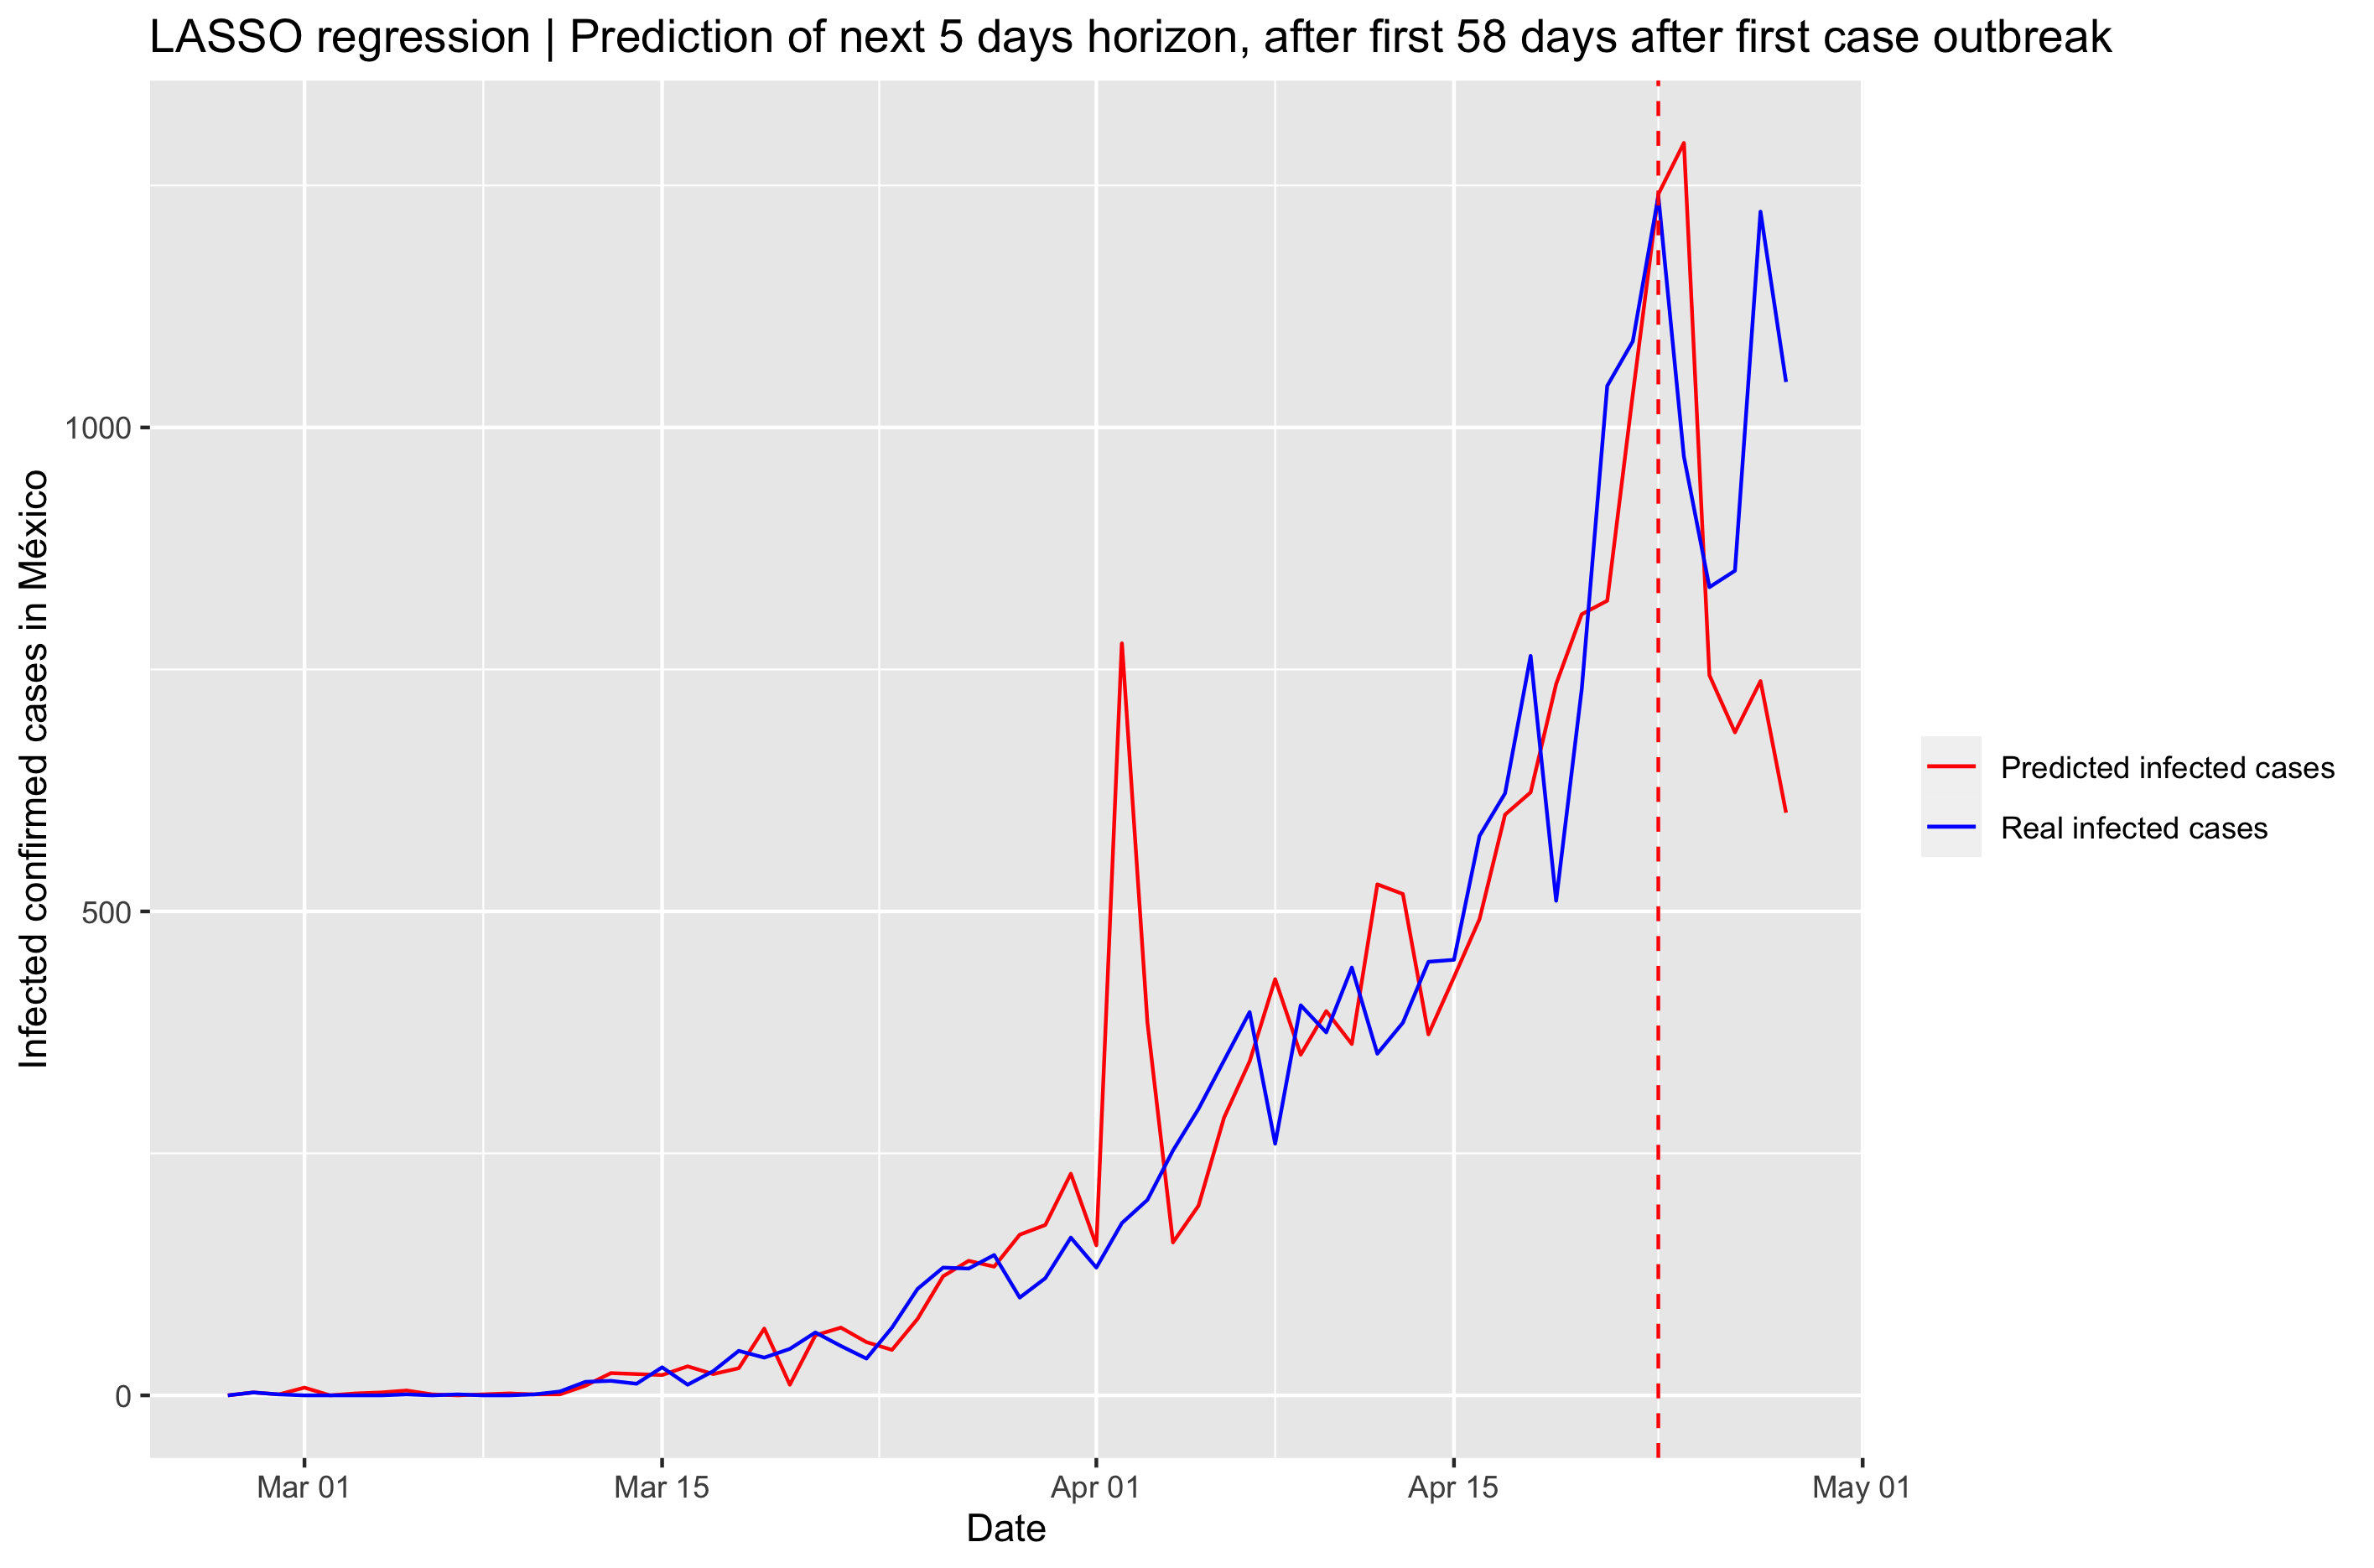 LASSO regression | Prediction of next 5 days horizon, after first 58 days after first case outbreak
Infected confirmed cases in México
1000
500
0
Mar 01
Mar 15
Apr 01
Apr 15
May 01
Date
Predicted infected cases
Real infected cases